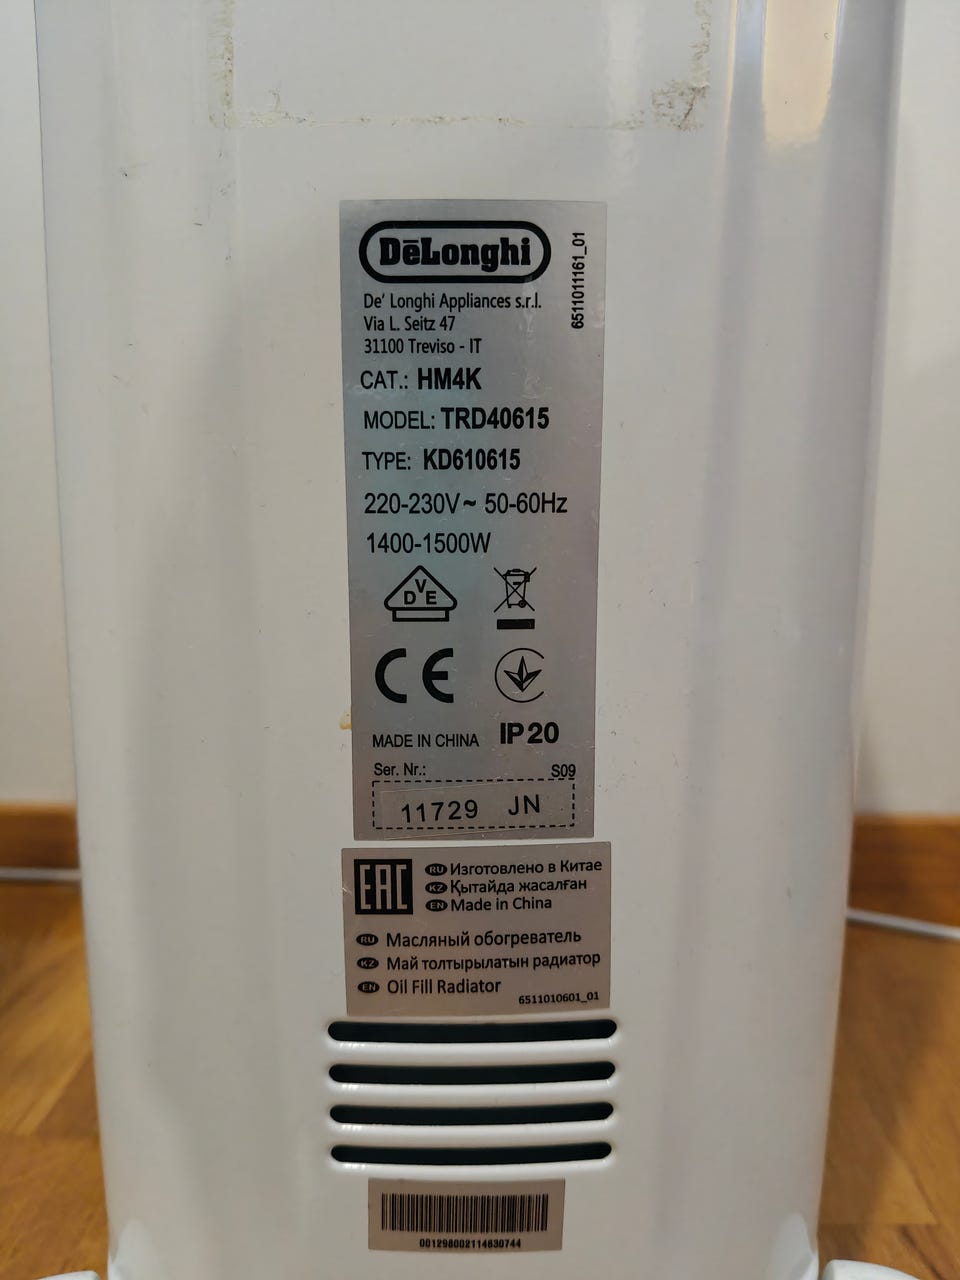 DēLonghi
6511011161_01
De' Longhi Appliances s.r.l.
Via L. Seitz 47
31100 Treviso - IT
CAT.: HM4K
MODEL: TRD40615
TYPE: KD610615
220-230V~ 50-60Hz
1400-1500W
DVE
CE
MADE IN CHINA IP20
Ser. Nr.: S09
11729 JN
EAC
RU Изготовлено в Китае
KZ Қытайда жасалған
EN Made in China
RU Масляный обогреватель
KZ Май толтырылатын радиатор
EN Oil Fill Radiator
6511010601_01
001298002114630744